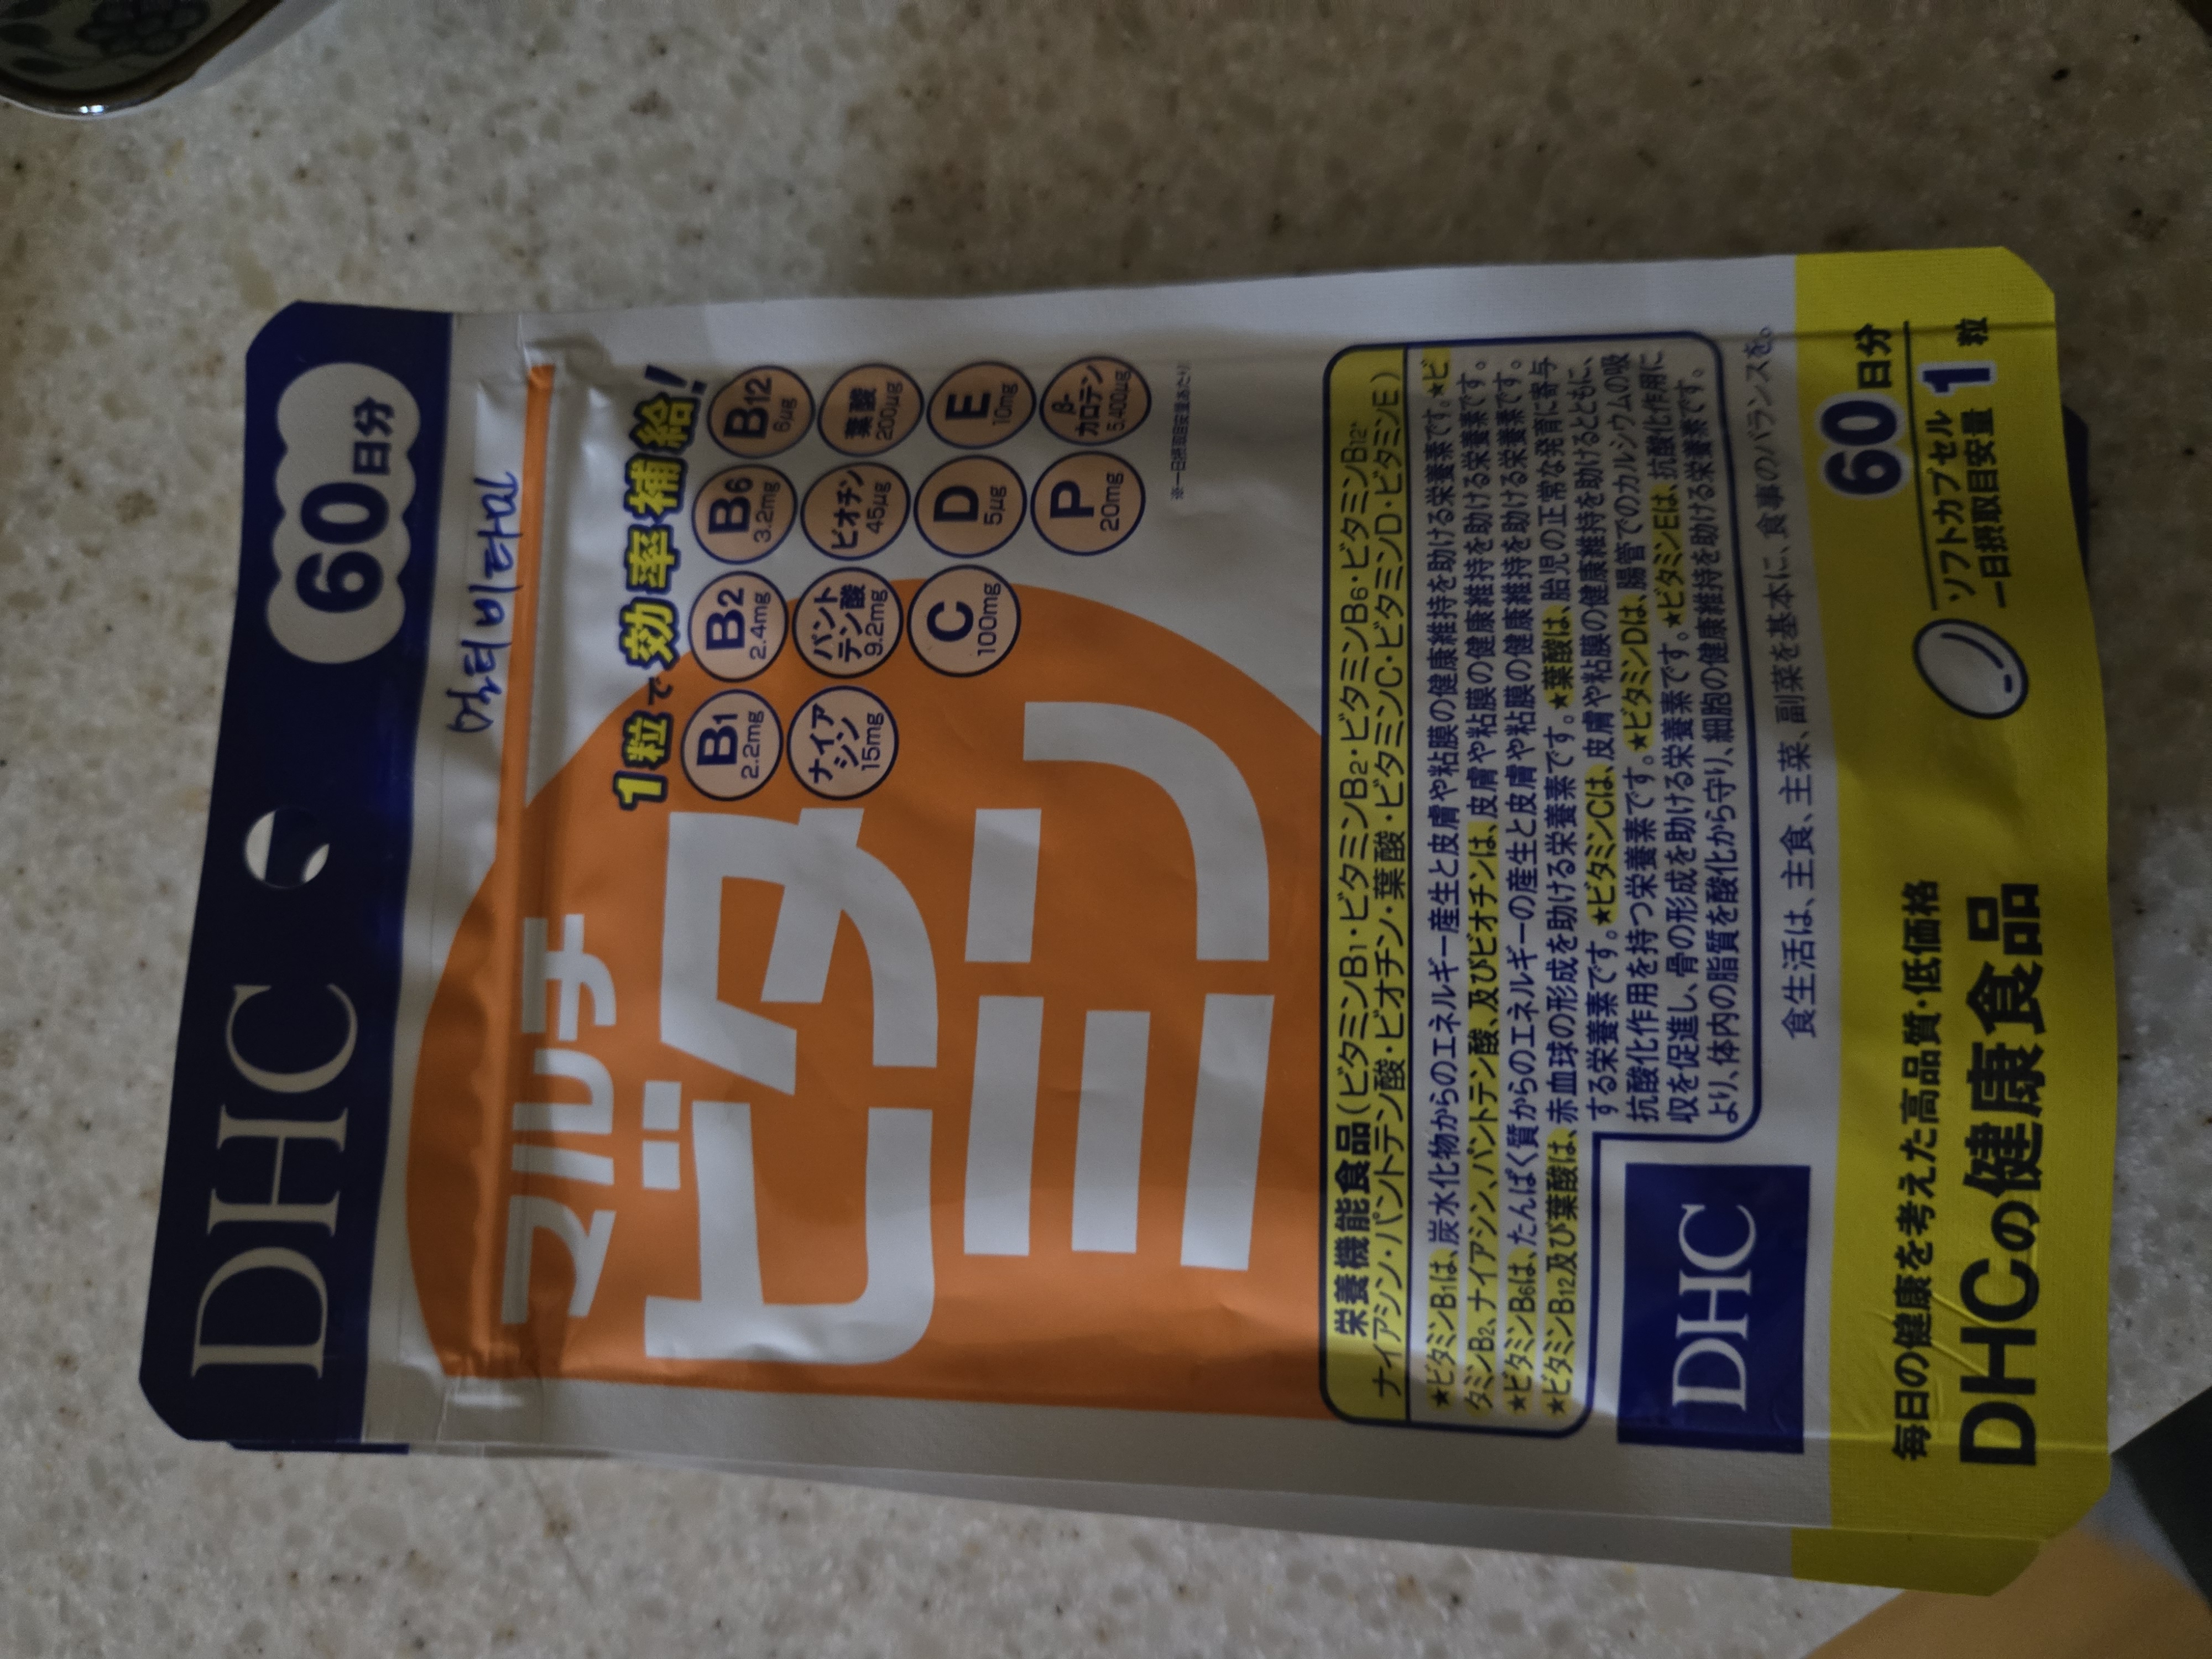 DHC
60日分
멀티비타민
マルチ
ビタ
ミン
1粒で効率補給!
B1 2.2mg
B2 2.4mg
B6 3.2mg
B12 6μg
ナイアシン 15mg
パントテン酸 9.2mg
ビオチン 45μg
葉酸 200μg
C 100mg
D 5μg
E 10mg
P 20mg
β-カロテン 5,400μg
※一日摂取目安量あたり
栄養機能食品(ビタミンB1・ビタミンB2・ビタミンB6・ビタミンB12・
ナイアシン・パントテン酸・ビオチン・葉酸・ビタミンC・ビタミンD・ビタミンE)
★ビタミンB1は、炭水化物からのエネルギー産生と皮膚や粘膜の健康維持を助ける栄養素です。★ビ
タミンB2、ナイアシン、パントテン酸、及びビオチンは、皮膚や粘膜の健康維持を助ける栄養素です。
★ビタミンB6は、たんぱく質からのエネルギーの産生と皮膚や粘膜の健康維持を助ける栄養素です。
★ビタミンB12及び葉酸は、赤血球の形成を助ける栄養素です。★葉酸は、胎児の正常な発育に寄与
する栄養素です。★ビタミンCは、皮膚や粘膜の健康維持を助けるとともに、
抗酸化作用を持つ栄養素です。★ビタミンDは、腸管でのカルシウムの吸
収を促進し、骨の形成を助ける栄養素です。★ビタミンEは、抗酸化作用に
より、体内の脂質を酸化から守り、細胞の健康維持を助ける栄養素です。
DHC
食生活は、主食、主菜、副菜を基本に、食事のバランスを。
毎日の健康を考えた高品質・低価格
DHCの健康食品
60日分
ソフトカプセル
一日摂取目安量 1粒